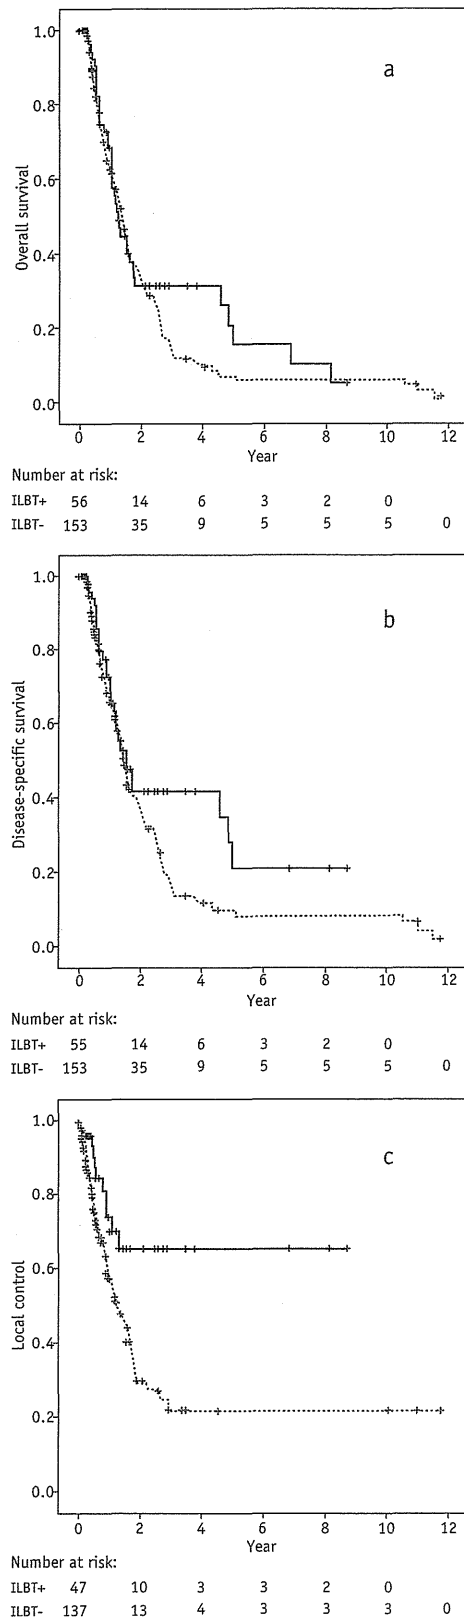 a
Overall survival
1.0
0.8
0.6
0.4
0.2
0.0
0 2 4 6 8 10 12
Year
Number at risk:
ILBT+ 56 14 6 3 2 0
ILBT- 153 35 9 5 5 5 0
b
Disease-specific survival
1.0
0.8
0.6
0.4
0.2
0.0
0 2 4 6 8 10 12
Year
Number at risk:
ILBT+ 55 14 6 3 2 0
ILBT- 153 35 9 5 5 5 0
c
Local control
1.0
0.8
0.6
0.4
0.2
0.0
0 2 4 6 8 10 12
Year
Number at risk:
ILBT+ 47 10 3 3 2 0
ILBT- 137 13 4 3 3 3 0